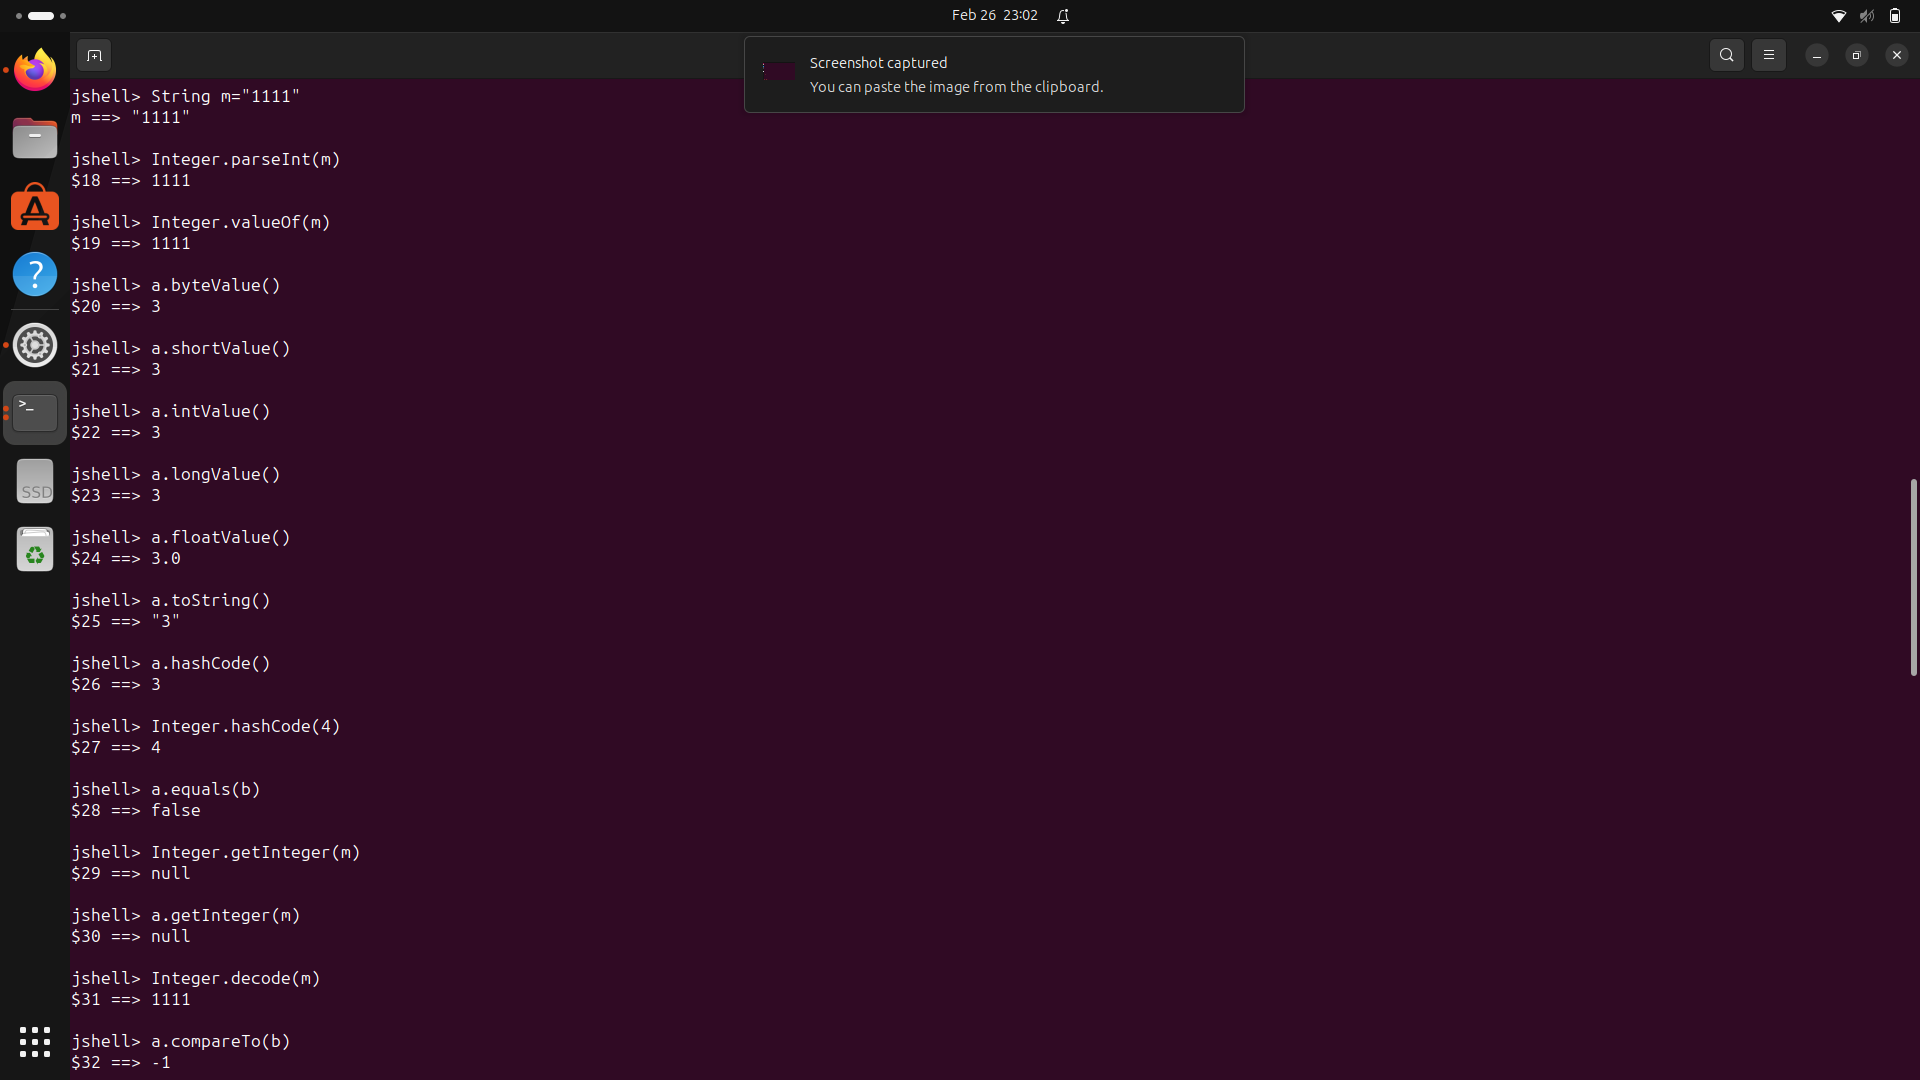 Feb 26 23:02
Screenshot captured
You can paste the image from the clipboard.
jshell> String m="1111"
m ==> "1111"
jshell> Integer.parseInt(m)
$18 ==> 1111
jshell> Integer.valueOf(m)
$19 ==> 1111
jshell> a.byteValue()
$20 ==> 3
jshell> a.shortValue()
$21 ==> 3
jshell> a.intValue()
$22 ==> 3
jshell> a.longValue()
$23 ==> 3
jshell> a.floatValue()
$24 ==> 3.0
jshell> a.toString()
$25 ==> "3"
jshell> a.hashCode()
$26 ==> 3
jshell> Integer.hashCode(4)
$27 ==> 4
jshell> a.equals(b)
$28 ==> false
jshell> Integer.getInteger(m)
$29 ==> null
jshell> a.getInteger(m)
$30 ==> null
jshell> Integer.decode(m)
$31 ==> 1111
jshell> a.compareTo(b)
$32 ==> -1
>_
SSD